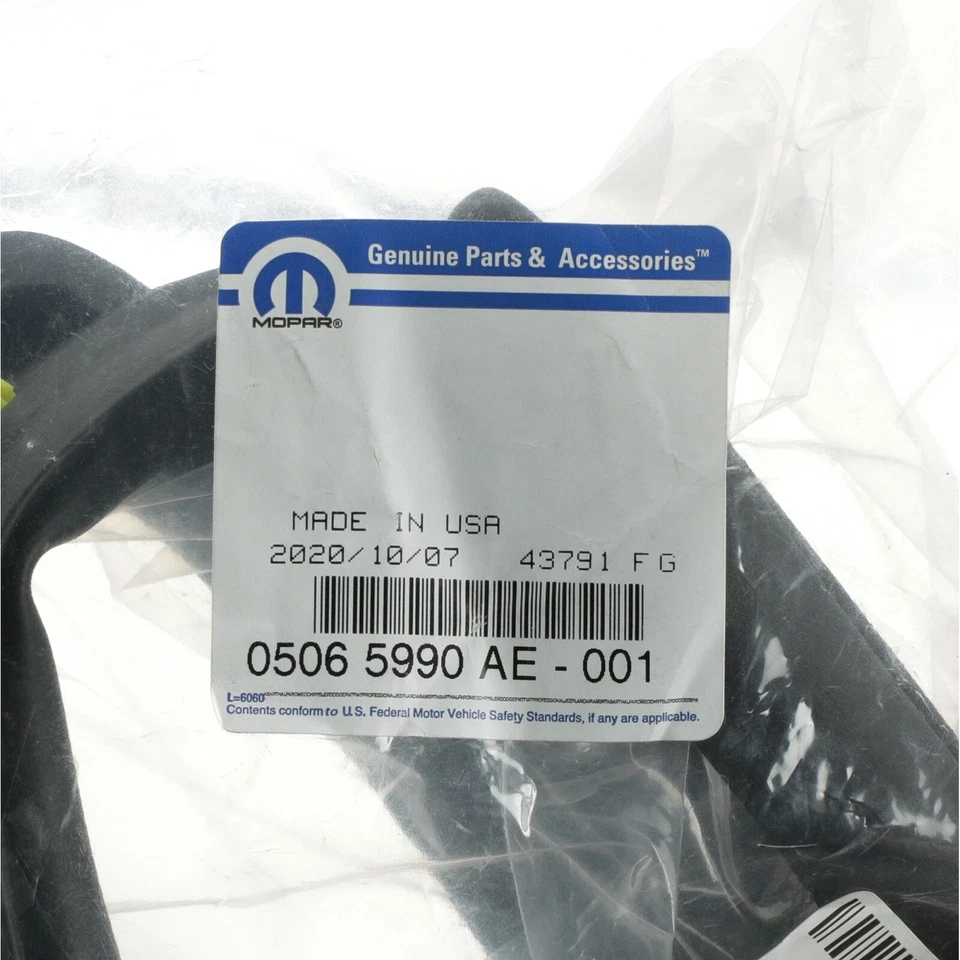 Genuine Parts & Accessories™
MOPAR®
MADE IN USA
2020/10/07 43791 FG
0506 5990 AE - 001
L=6060
Contents conform to U.S. Federal Motor Vehicle Safety Standards, if any are applicable.